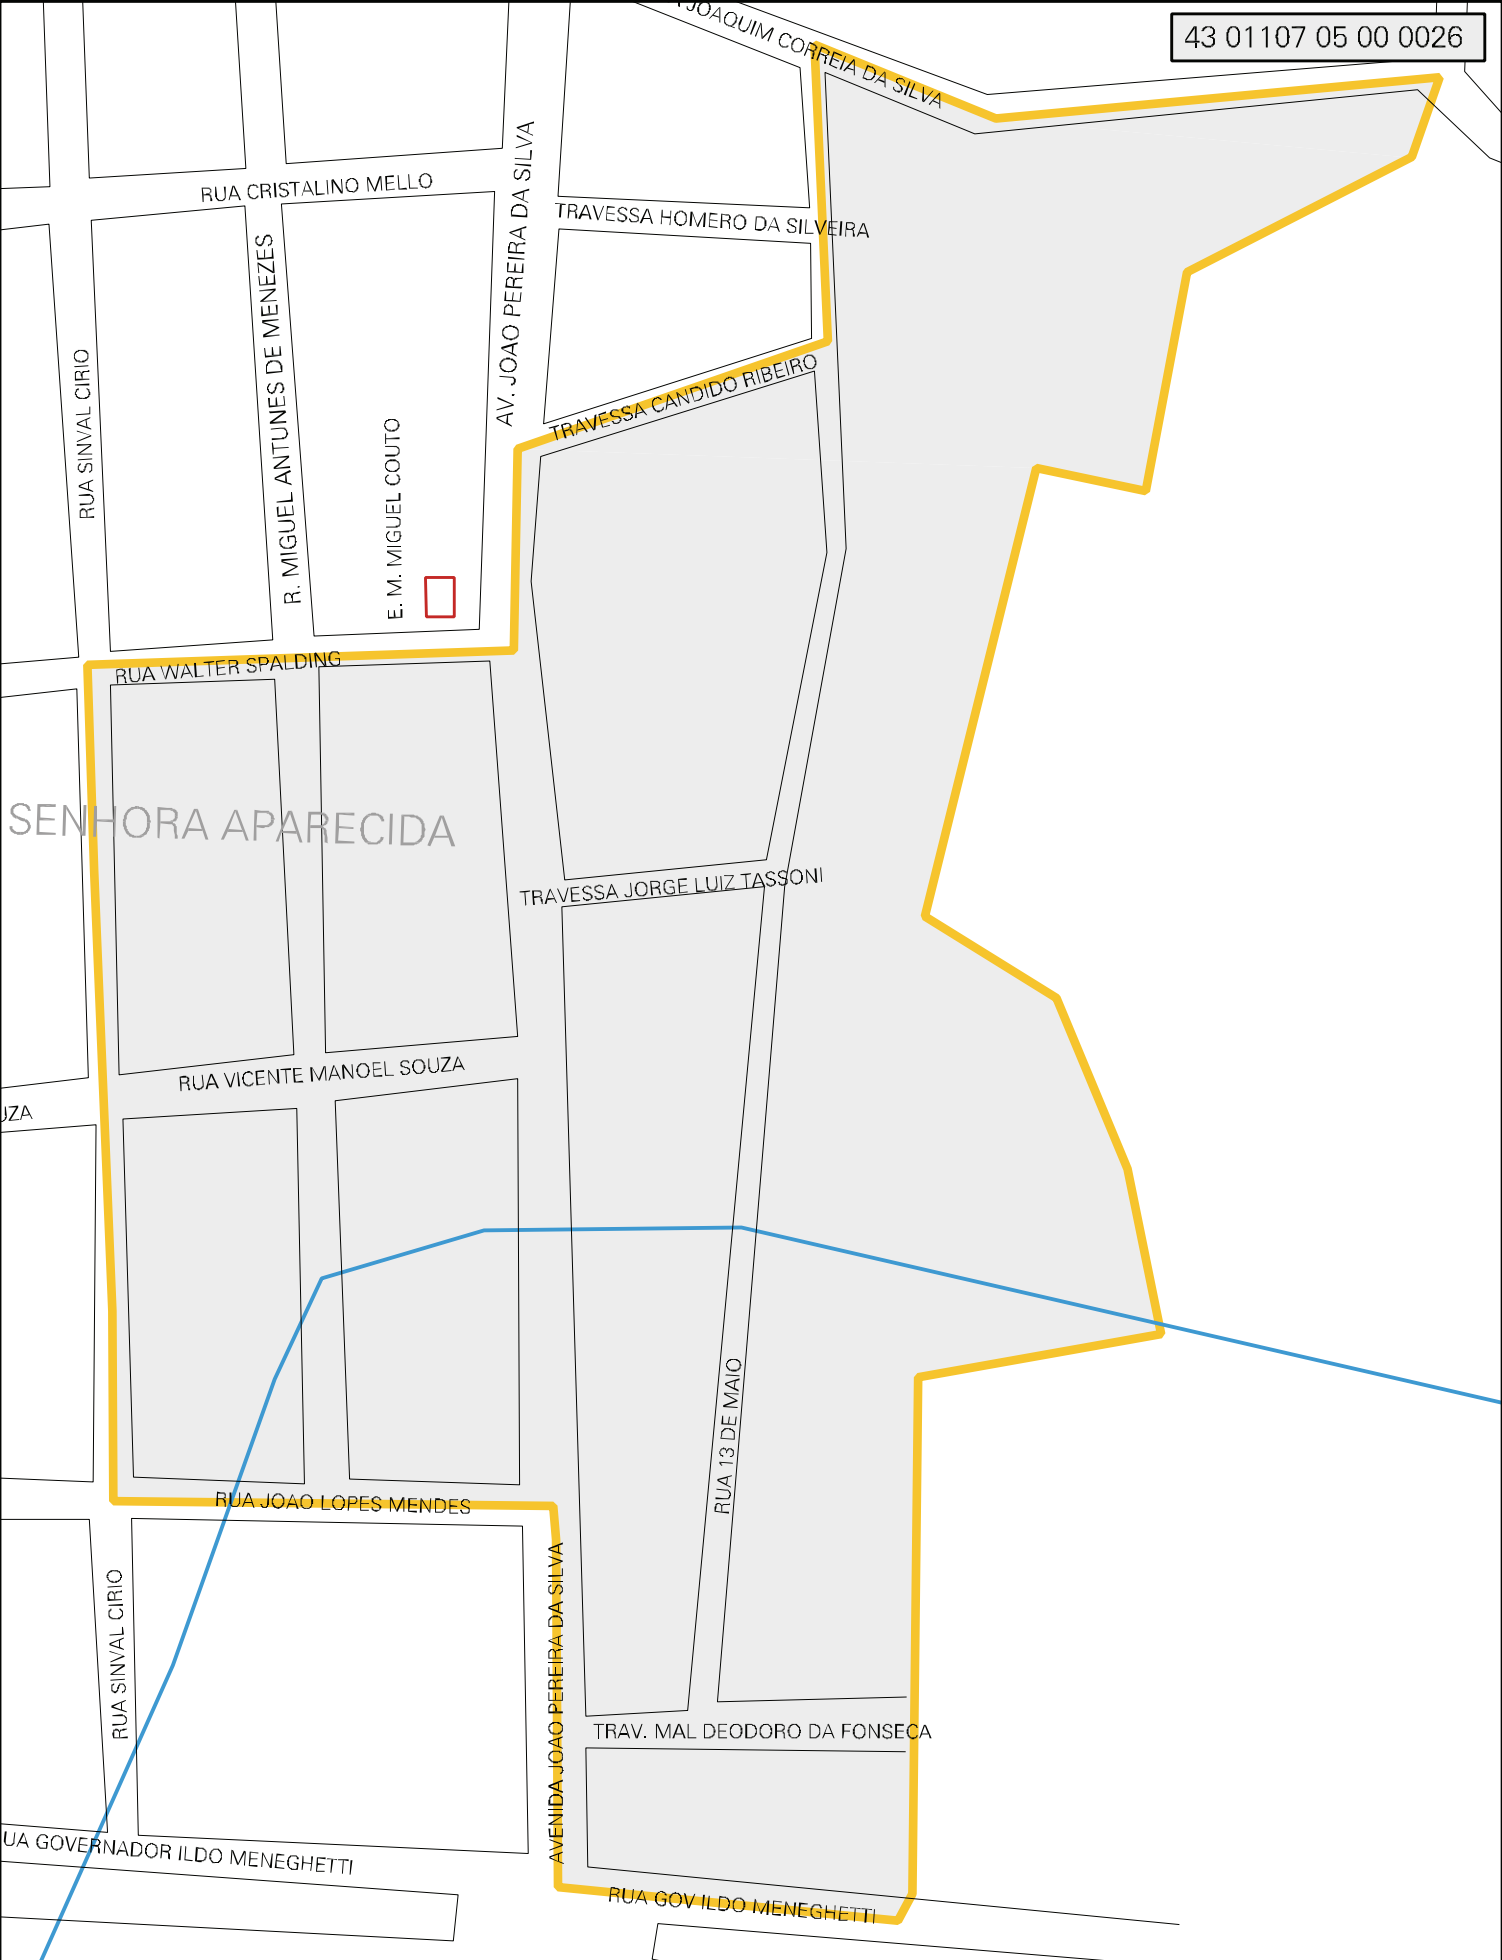 JOAQUIM CORREIA DA SILVA
43 01107 05 00 0026
RUA CRISTALINO MELLO
AV. JOAO PEREIRA DA SILVA
TRAVESSA HOMERO DA SILVEIRA
R. MIGUEL ANTUNES DE MENEZES
RUA SINVAL CIRIO
E. M. MIGUEL COUTO
TRAVESSA CANDIDO RIBEIRO
RUA WALTER SPALDING
SENHORA APARECIDA
TRAVESSA JORGE LUIZ TASSONI
RUA VICENTE MANOEL SOUZA
UZA
RUA 13 DE MAIO
RUA JOAO LOPES MENDES
AVENIDA JOAO PEREIRA DA SILVA
RUA SINVAL CIRIO
TRAV. MAL DEODORO DA FONSECA
UA GOVERNADOR ILDO MENEGHETTI
RUA GOV ILDO MENEGHETTI